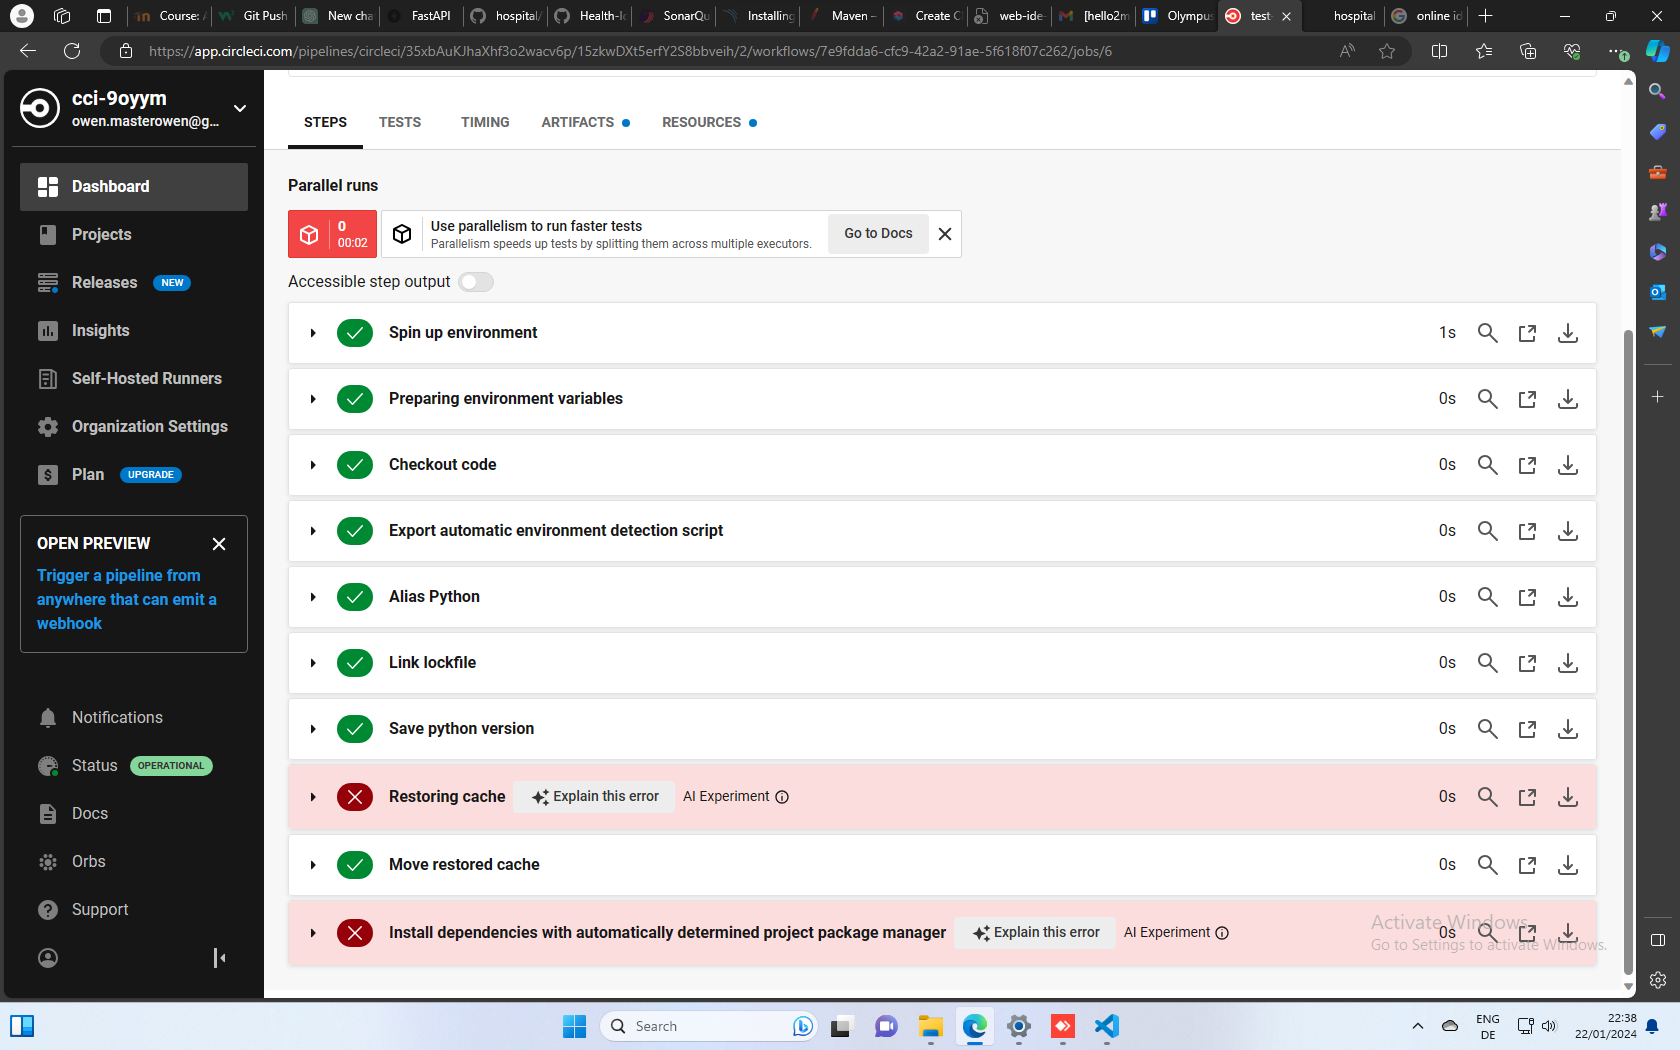 Course: A
Git Push
New cha
FastAPI
hospital/
Health-Ic
SonarQu
Installing
Maven –
Create C
web-ide-
[hello2m
Olympus
test
hospital
online id
https://app.circleci.com/pipelines/circleci/35xbAuKJhaXhf3o2wacv6p/15zkwDXt5erfY2S8bbveih/2/workflows/7e9fdda6-cfc9-42a2-91ae-5f618f07c262/jobs/6
cci-9oyym
owen.masterowen@g...
Dashboard
Projects
Releases NEW
Insights
Self-Hosted Runners
Organization Settings
Plan UPGRADE
OPEN PREVIEW
Trigger a pipeline from
anywhere that can emit a
webhook
Notifications
Status OPERATIONAL
Docs
Orbs
Support
STEPS TESTS TIMING ARTIFACTS RESOURCES
Parallel runs
0
00:02
Use parallelism to run faster tests
Parallelism speeds up tests by splitting them across multiple executors.
Go to Docs
Accessible step output
Spin up environment 1s
Preparing environment variables 0s
Checkout code 0s
Export automatic environment detection script 0s
Alias Python 0s
Link lockfile 0s
Save python version 0s
Restoring cache Explain this error AI Experiment 0s
Move restored cache 0s
Install dependencies with automatically determined project package manager Explain this error AI Experiment 0s
Activate Windows
Go to Settings to activate Windows.
Search
ENG
DE
22:38
22/01/2024